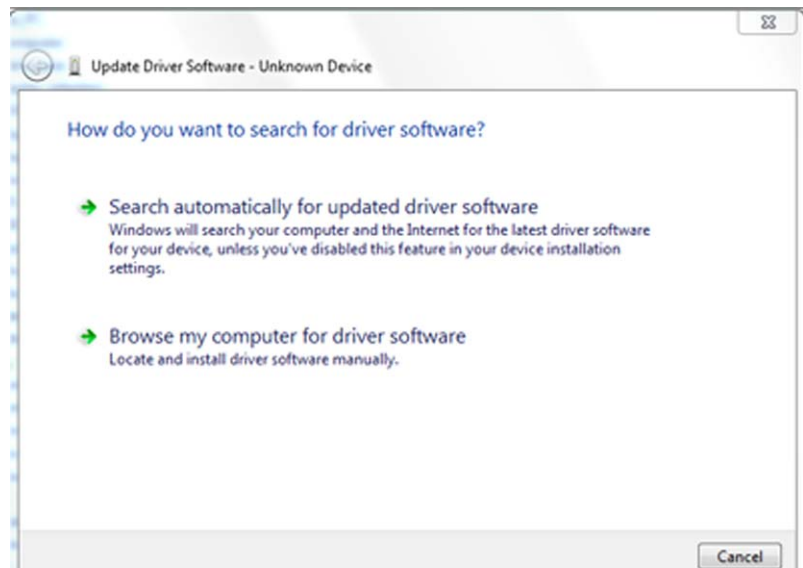 Update Driver Software - Unknown Device
How do you want to search for driver software?
Search automatically for updated driver software
Windows will search your computer and the Internet for the latest driver software
for your device, unless you've disabled this feature in your device installation
settings.
Browse my computer for driver software
Locate and install driver software manually.
Cancel